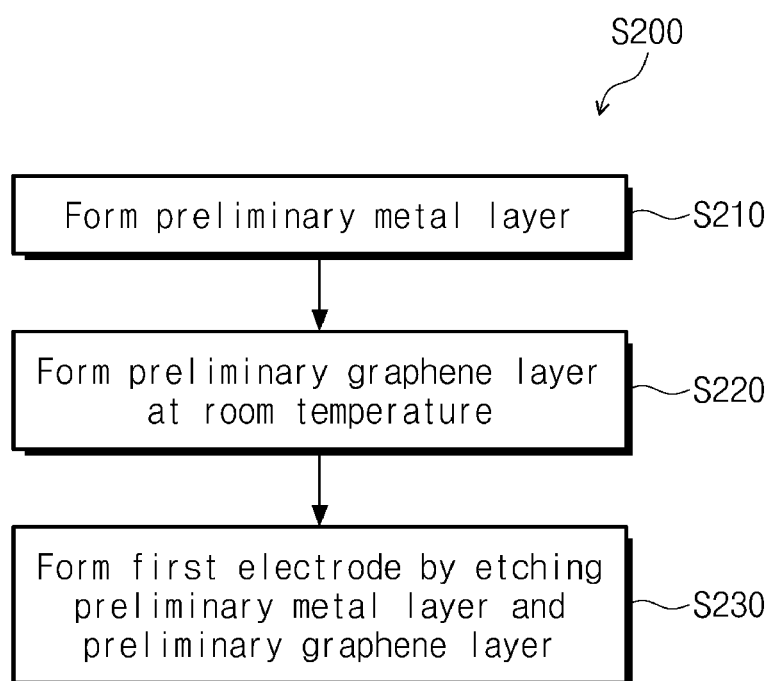 S200
Form preliminary metal layer
S210
Form preliminary graphene layer
at room temperature
S220
Form first electrode by etching
preliminary metal layer and
preliminary graphene layer
S230